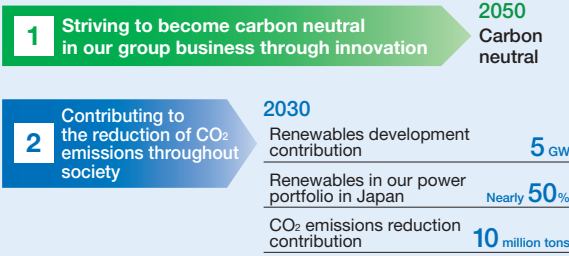 1
Striving to become carbon neutral
in our group business through innovation
2050
Carbon
neutral
2
Contributing to
the reduction of CO₂
emissions throughout
society
2030
Renewables development
contribution
5 GW
Renewables in our power
portfolio in Japan
Nearly 50%
CO₂ emissions reduction
contribution
10 million tons